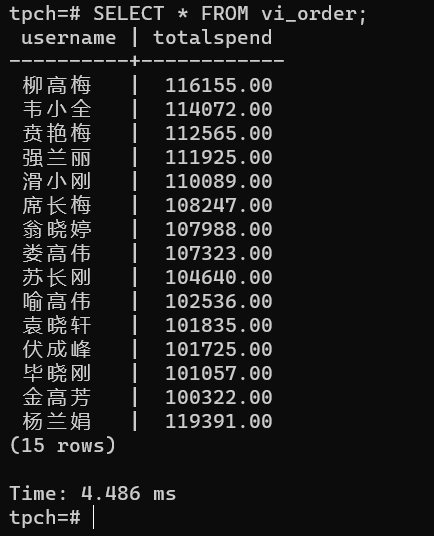 tpch=# SELECT * FROM vi_order;
 username | totalspend
----------+------------
 柳高梅   |  116155.00
 韦小全   |  114072.00
 贲艳梅   |  112565.00
 强兰丽   |  111925.00
 滑小刚   |  110089.00
 席长梅   |  108247.00
 翁晓婷   |  107988.00
 娄高伟   |  107323.00
 苏长刚   |  104640.00
 喻高伟   |  102536.00
 袁晓轩   |  101835.00
 伏成峰   |  101725.00
 毕晓刚   |  101057.00
 金高芳   |  100322.00
 杨兰娟   |  119391.00
(15 rows)
Time: 4.486 ms
tpch=#